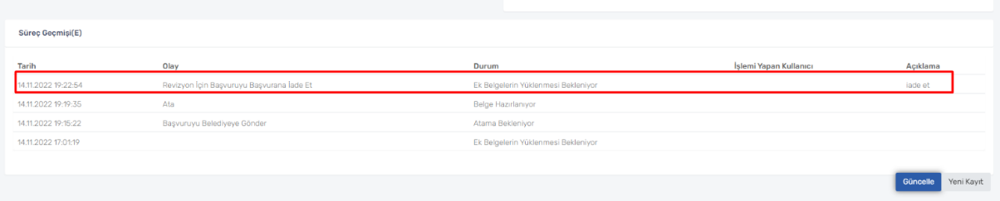 Süreç Geçmişi(E)
Tarih Olay Durum İşlemi Yapan Kullanıcı Açıklama
14.11.2022 19:22:54 Revizyon İçin Başvuruyu Başvurana İade Et Ek Belgelerin Yüklenmesi Bekleniyor iade et
14.11.2022 19:19:35 Ata Belge Hazırlanıyor
14.11.2022 19:15:22 Başvuruyu Belediyeye Gönder Atama Bekleniyor
14.11.2022 17:01:19 Ek Belgelerin Yüklenmesi Bekleniyor
Güncelle Yeni Kayıt